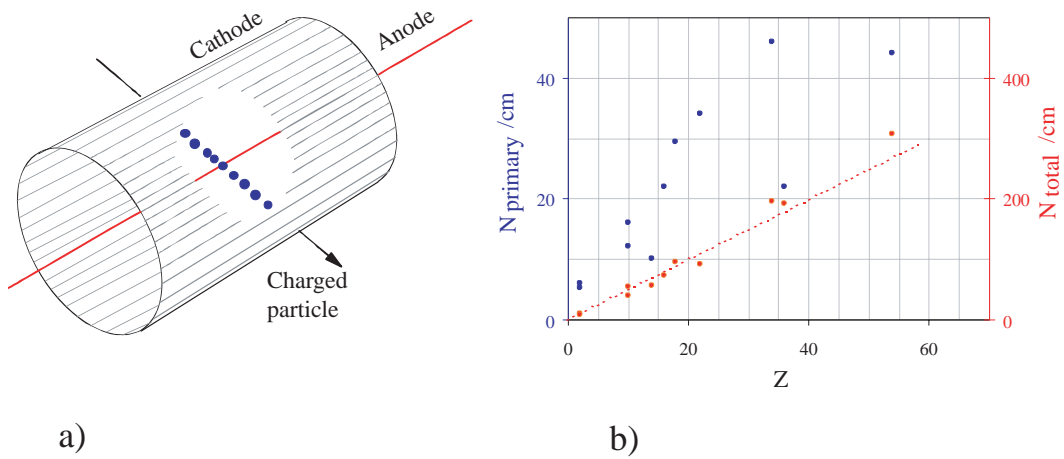 Cathode
Anode
Charged
particle
a)
N primary /cm
40
20
0
0
20
40
60
Z
400
200
0
N total /cm
b)